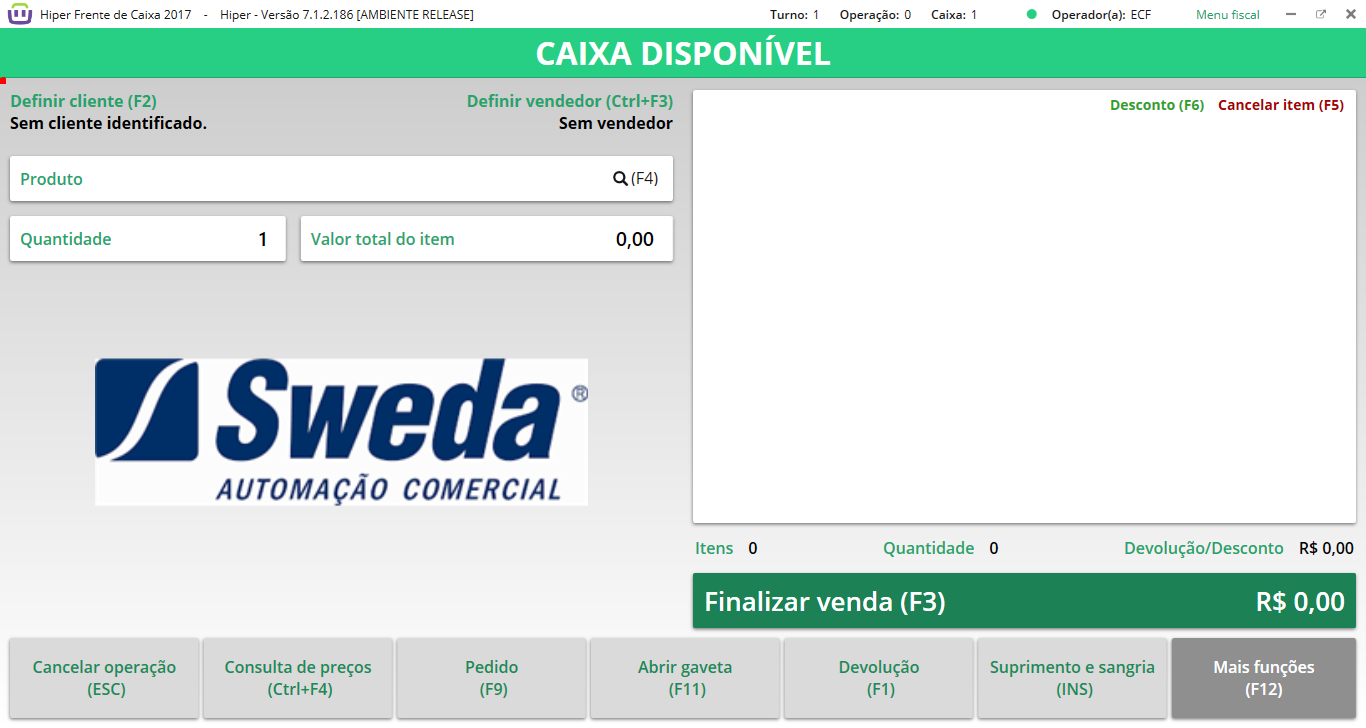 Hiper Frente de Caixa 2017 - Hiper - Versão 7.1.2.186 [AMBIENTE RELEASE] Turno: 1 Operação: 0 Caixa: 1 Operador(a): ECF Menu fiscal
CAIXA DISPONÍVEL
Definir cliente (F2) Definir vendedor (Ctrl+F3)
Sem cliente identificado. Sem vendedor
Produto (F4)
Quantidade 1 Valor total do item 0,00
Sweda ®
AUTOMAÇÃO COMERCIAL
Desconto (F6) Cancelar item (F5)
Itens 0 Quantidade 0 Devolução/Desconto R$ 0,00
Finalizar venda (F3) R$ 0,00
Cancelar operação
(ESC)
Consulta de preços
(Ctrl+F4)
Pedido
(F9)
Abrir gaveta
(F11)
Devolução
(F1)
Suprimento e sangria
(INS)
Mais funções
(F12)